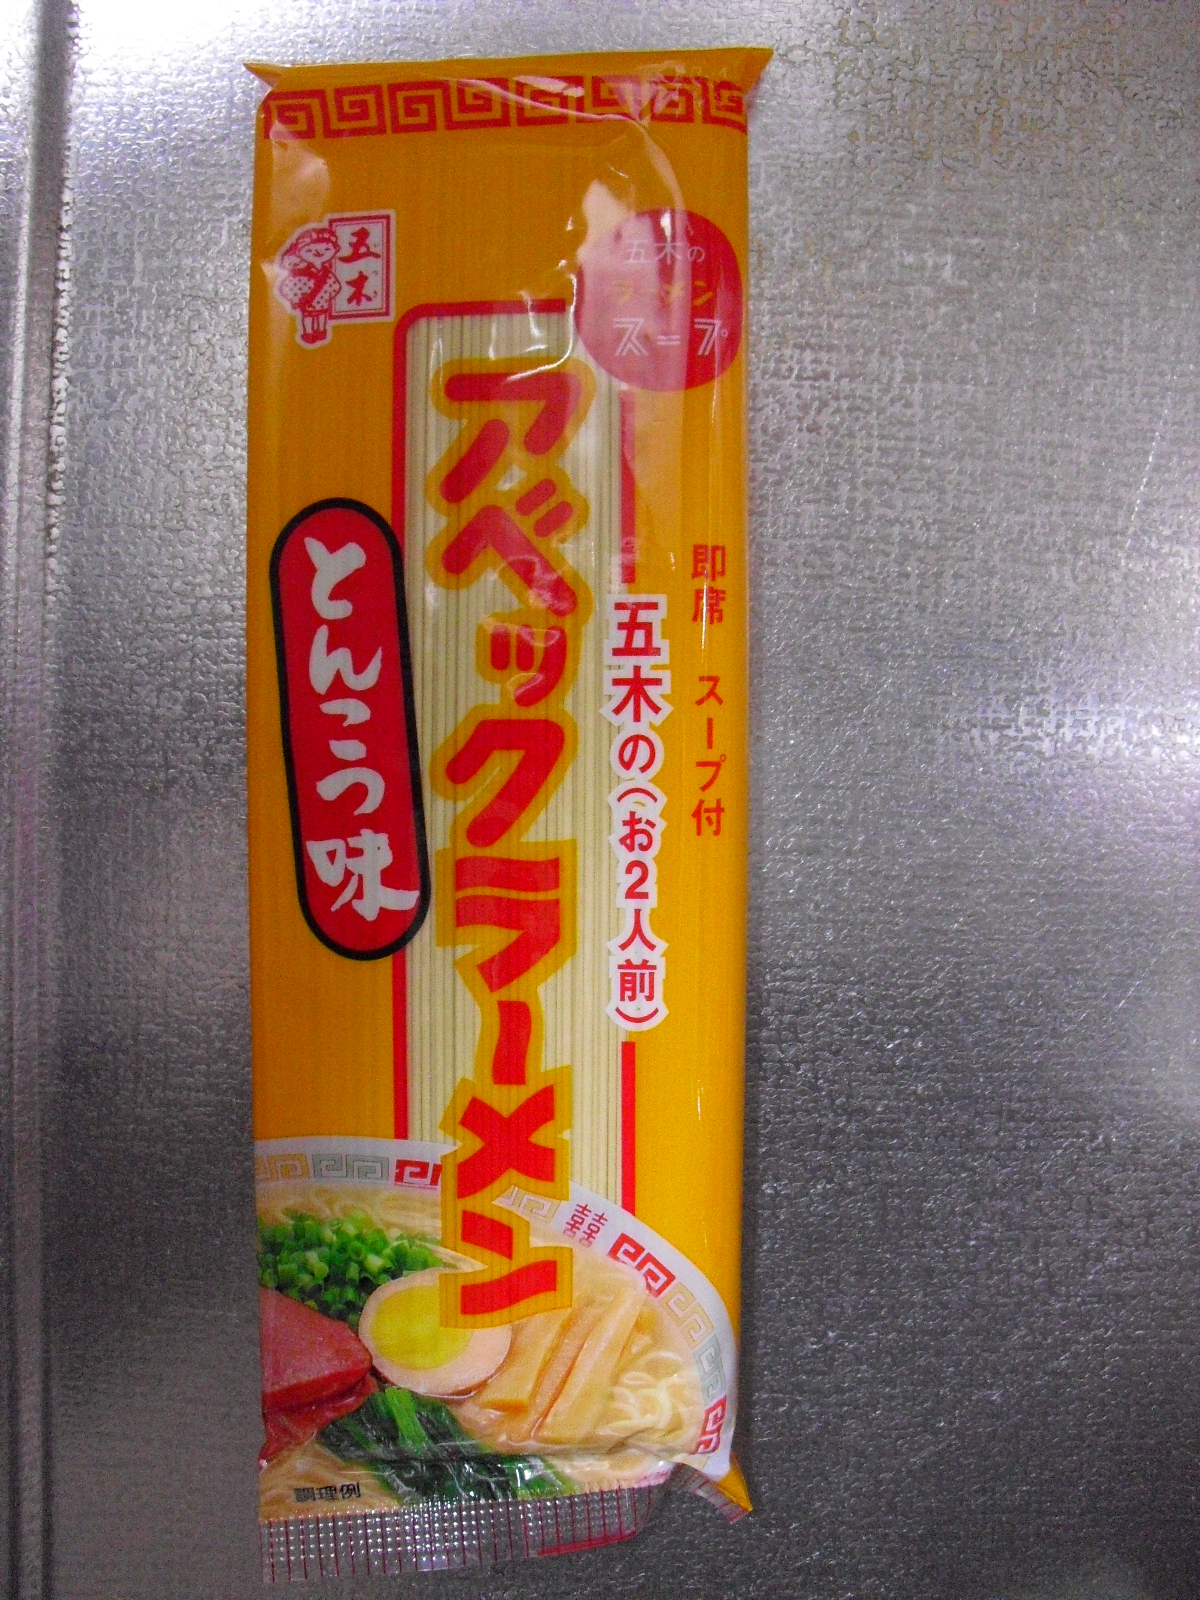 五木
五木の
ラーメン
スープ
即席 スープ付
五木の(お2人前)
アベックラーメン
とんこつ味
調理例